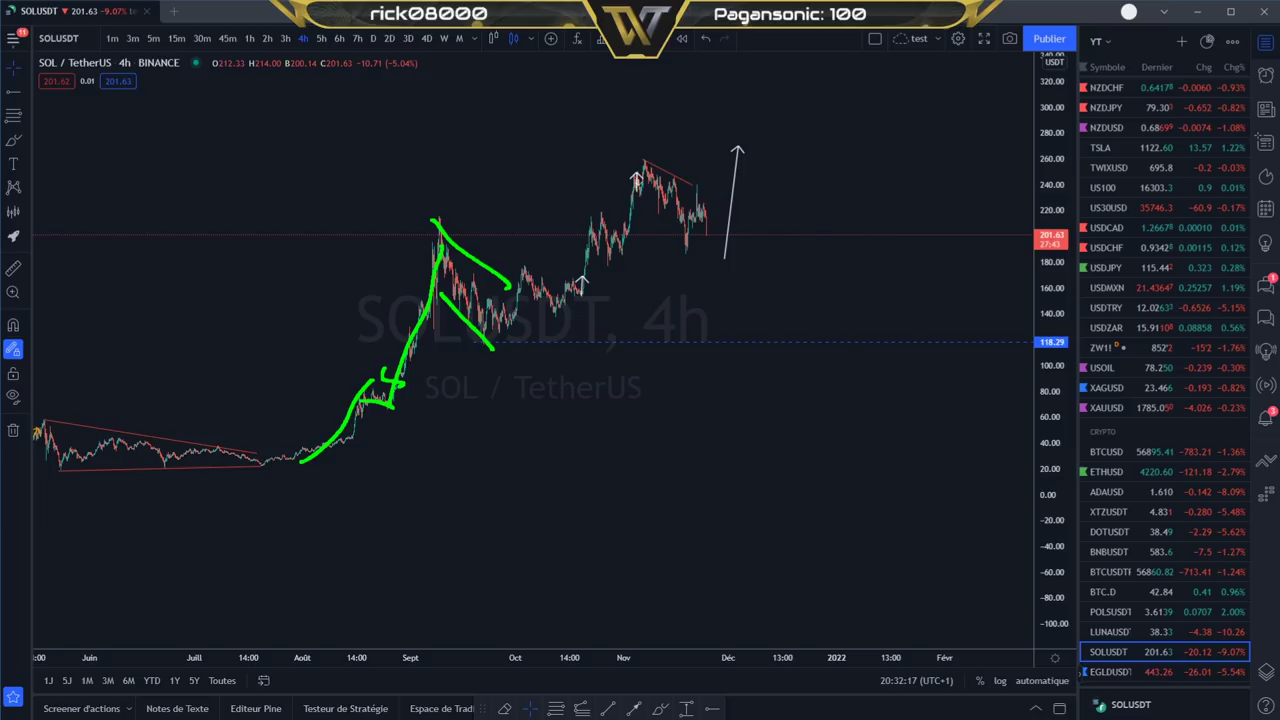 SOLUSDT ▼ 201.63 -9.07% te
rick08000
Pagansonic: 100
11
SOLUSDT
1m 3m 5m 15m 30m 45m 1h 2h 3h 4h 5h 6h 7h D 2D 3D 4D W M
test
Publier
YT
SOL / TetherUS · 4h · BINANCE
O212.33 H214.00 B200.14 C201.63 -10.71 (-5.04%)
201.62 0.01 201.63
USDT
320.00
300.00
280.00
260.00
240.00
220.00
201.63
27:43
180.00
160.00
140.00
118.29
100.00
80.00
60.00
40.00
20.00
0.00
−20.00
−40.00
−60.00
−80.00
−100.00
SOLUSDT, 4h
SOL / TetherUS
:00 Juin Juill 14:00 Août 14:00 Sept Oct 14:00 Nov Déc 13:00 2022 13:00 Févr
1J 5J 1M 3M 6M YTD 1Y 5Y Toutes
20:32:17 (UTC+1) % log automatique
Screener d'actions Notes de Texte Editeur Pine Testeur de Stratégie Espace de Tradi
Symbole Dernier Chg Chg%
NZDCHF 0.6417⁸ -0.0060 -0.93%
NZDJPY 79.30² -0.652 -0.82%
NZDUSD 0.6869⁵ -0.0074 -1.08%
TSLA 1122.60 13.57 1.22%
TWIXUSD 695.8 -0.2 -0.03%
US100 16303.3 0.9 0.01%
US30USD 35746.3 -60.9 -0.17%
USDCAD 1.2667⁸ 0.00010 0.01%
USDCHF 0.9342⁸ 0.00115 0.12%
USDJPY 115.44² 0.323 0.28%
USDMXN 21.4364⁷ 0.25257 1.19%
USDTRY 12.0263⁷ -0.6526 -5.15%
USDZAR 15.9110⁸ 0.08858 0.56%
ZW1! D 852'2 -15'2 -1.76%
USOIL 78.250 -0.239 -0.30%
XAGUSD 23.466 -0.193 -0.82%
XAUUSD 1785.05⁰ -4.026 -0.23%
CRYPTO
BTCUSD 56895.41 -783.21 -1.36%
ETHUSD 4220.60 -121.18 -2.79%
ADAUSD 1.610 -0.142 -8.09%
XTZUSDT 4.831 -0.280 -5.48%
DOTUSDT 38.49 -2.29 -5.62%
BNBUSDT 583.6 -7.5 -1.27%
BTCUSDTI 56860.82 -713.41 -1.24%
BTC.D 42.84 0.41 0.96%
POLSUSDT 3.6139 0.0707 2.00%
LUNAUSDT 38.33 -4.38 -10.26
SOLUSDT 201.63 -20.12 -9.07%
EGLDUSDT 443.26 -26.01 -5.54%
SOLUSDT
1
3